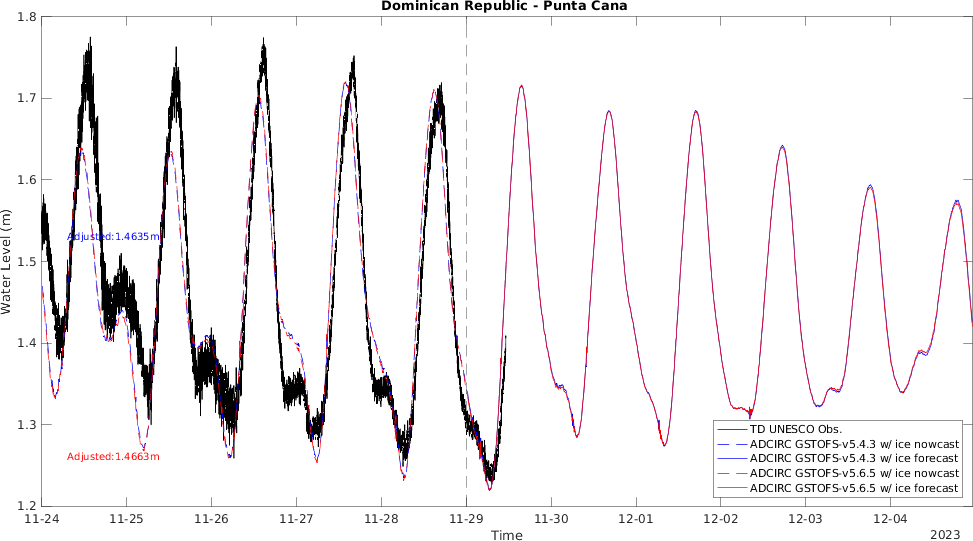 Dominican Republic - Punta Cana
Water Level (m)
1.8
1.7
1.6
1.5
1.4
1.3
1.2
Adjusted:1.4635m
Adjusted:1.4663m
TD UNESCO Obs.
ADCIRC GSTOFS-v5.4.3 w/ ice nowcast
ADCIRC GSTOFS-v5.4.3 w/ ice forecast
ADCIRC GSTOFS-v5.6.5 w/ ice nowcast
ADCIRC GSTOFS-v5.6.5 w/ ice forecast
11-24 11-25 11-26 11-27 11-28 11-29 11-30 12-01 12-02 12-03 12-04
Time
2023